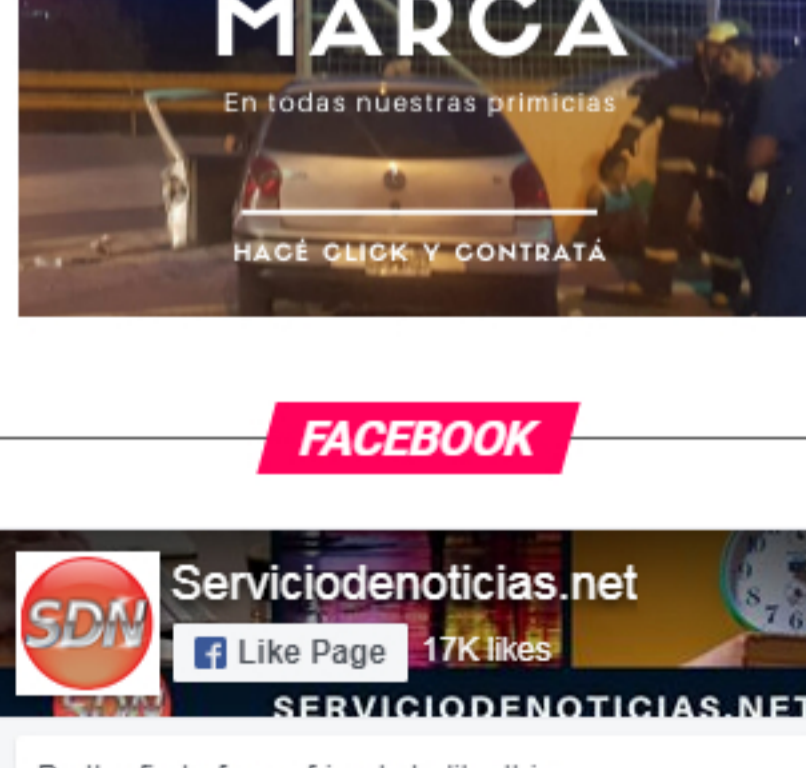 MARCA
En todas nuestras primicias
HACÉ CLICK Y CONTRATÁ
FACEBOOK
SDN
Serviciodenoticias.net
Like Page
17K likes
SERVICIODENOTICIAS.NET